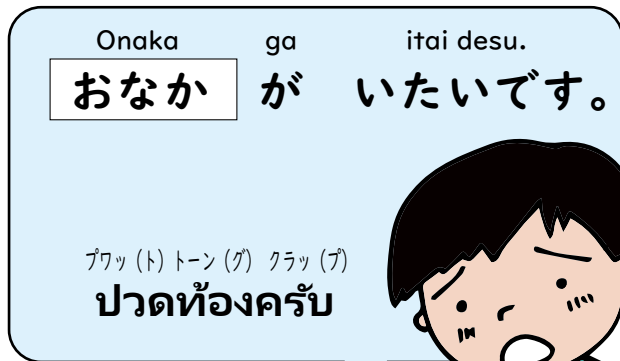 Onaka ga itai desu.
おなか が いたいです。
プワッ（ト）トーン（グ） クラッ（プ）
ปวดท้องครับ